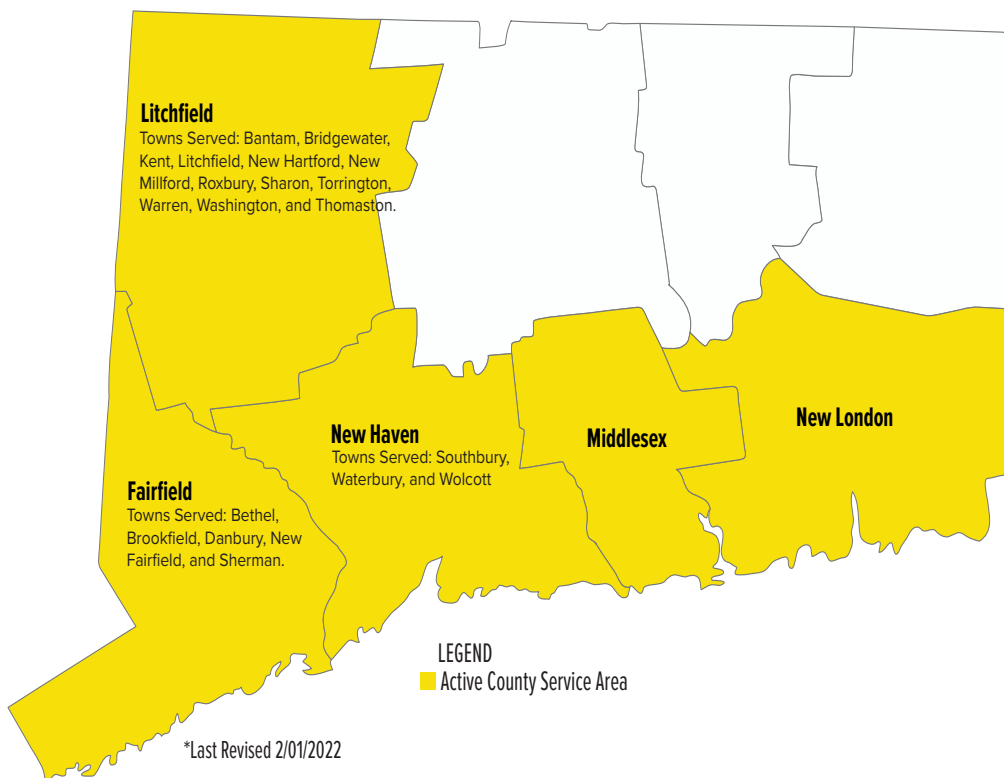 Litchfield
Towns Served: Bantam, Bridgewater,
Kent, Litchfield, New Hartford, New
Millford, Roxbury, Sharon, Torrington,
Warren, Washington, and Thomaston.
New Haven
Towns Served: Southbury,
Waterbury, and Wolcott
Middlesex
New London
Fairfield
Towns Served: Bethel,
Brookfield, Danbury, New
Fairfield, and Sherman.
LEGEND
Active County Service Area
*Last Revised 2/01/2022